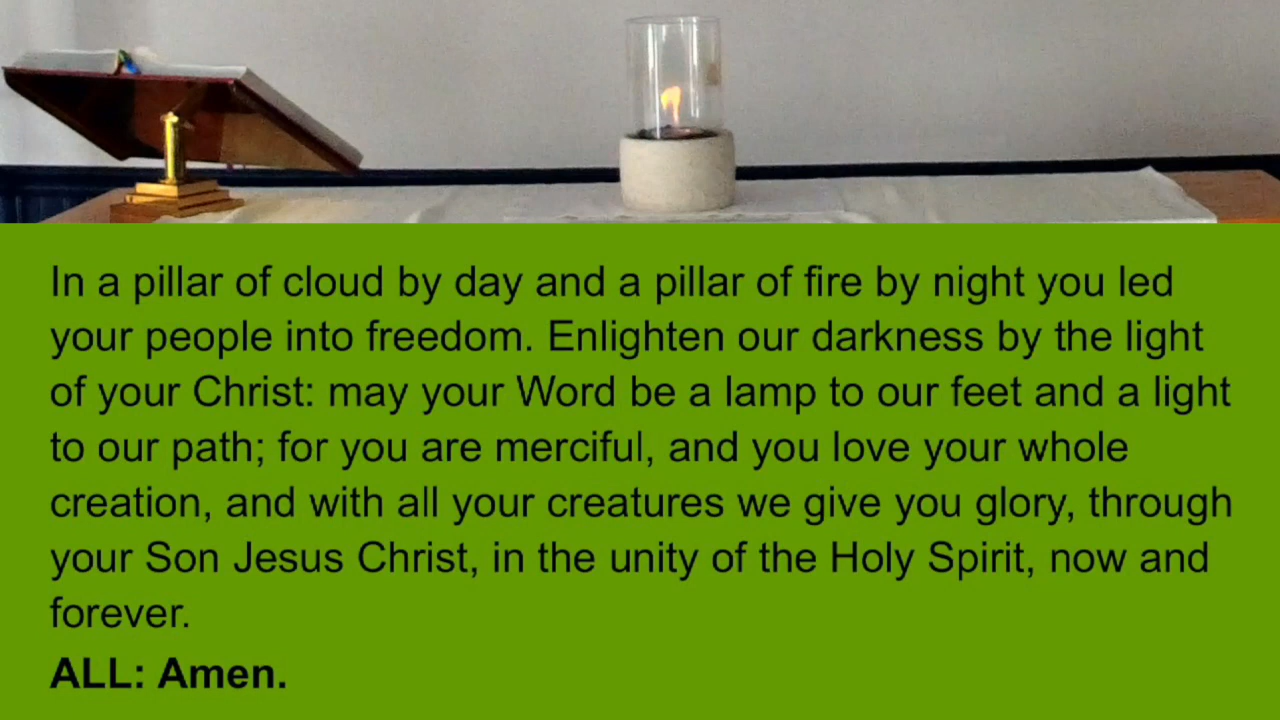 In a pillar of cloud by day and a pillar of fire by night you led
your people into freedom. Enlighten our darkness by the light
of your Christ: may your Word be a lamp to our feet and a light
to our path; for you are merciful, and you love your whole
creation, and with all your creatures we give you glory, through
your Son Jesus Christ, in the unity of the Holy Spirit, now and
forever.
ALL: Amen.